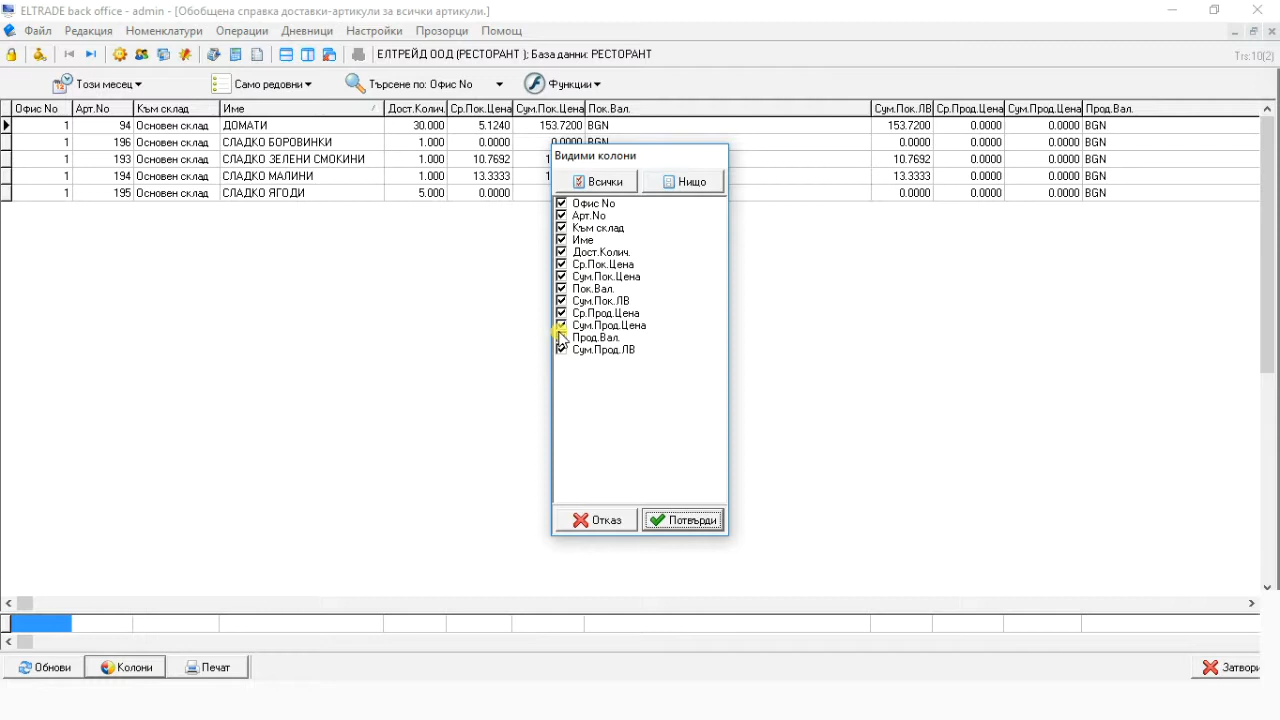 ELTRADE back office - admin - [Обобщена справка доставки-артикули за всички артикули.]
Файл Редакция Номенклатури Операции Дневници Настройки Прозорци Помощ
ЕЛТРЕЙД ООД (РЕСТОРАНТ ); База данни: РЕСТОРАНТ Trs:10(2)
Този месец Само редовни Търсене по: Офис No Функции
Офис No Арт.No Към склад Име Дост.Колич. Ср.Пок.Цена Сум.Пок.Цена Пок.Вал. Сум.Пок.ЛВ Ср.Прод.Цена Сум.Прод.Цена Прод.Вал.
1 94 Основен склад ДОМАТИ 30.000 5.1240 153.7200 BGN 153.7200 0.0000 0.0000 BGN
1 196 Основен склад СЛАДКО БОРОВИНКИ 1.000 0.0000 0.0000 BGN 0.0000 0.0000 0.0000 BGN
1 193 Основен склад СЛАДКО ЗЕЛЕНИ СМОКИНИ 1.000 10.7692 1 10.7692 0.0000 0.0000 BGN
1 194 Основен склад СЛАДКО МАЛИНИ 1.000 13.3333 1 13.3333 0.0000 0.0000 BGN
1 195 Основен склад СЛАДКО ЯГОДИ 5.000 0.0000 0.0000 0.0000 0.0000 BGN
Видими колони
Всички Нищо
Офис No
Арт.No
Към склад
Име
Дост.Колич.
Ср.Пок.Цена
Сум.Пок.Цена
Пок.Вал.
Сум.Пок.ЛВ
Ср.Прод.Цена
Сум.Прод.Цена
Прод.Вал.
Сум.Прод.ЛВ
Отказ Потвърди
Обнови Колони Печат Затвори